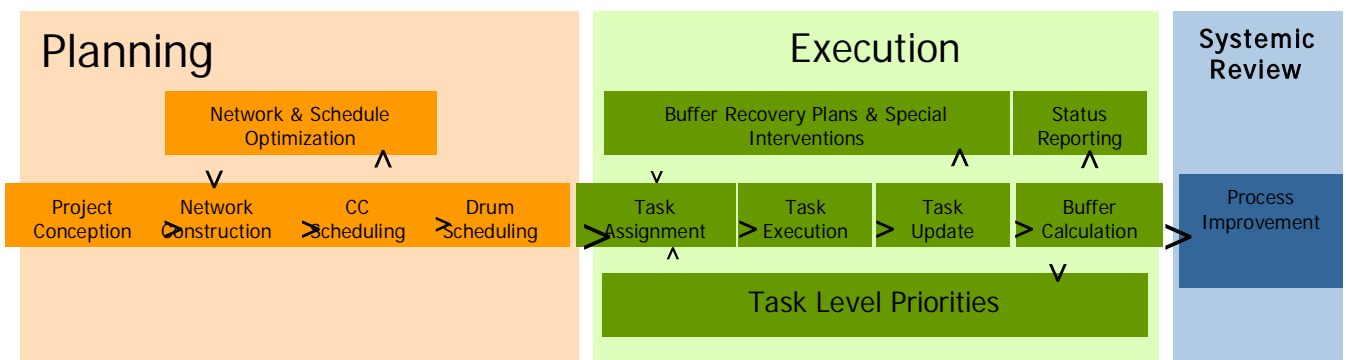 Planning
Network & Schedule
Optimization
Project
Conception
>
Network
Construction
>
CC
Scheduling
>
Drum
Scheduling
>
Execution
Buffer Recovery Plans & Special
Interventions
Status
Reporting
Task
Assignment
>
Task
Execution
>
Task
Update
>
Buffer
Calculation
>
Task Level Priorities
Systemic
Review
Process
Improvement